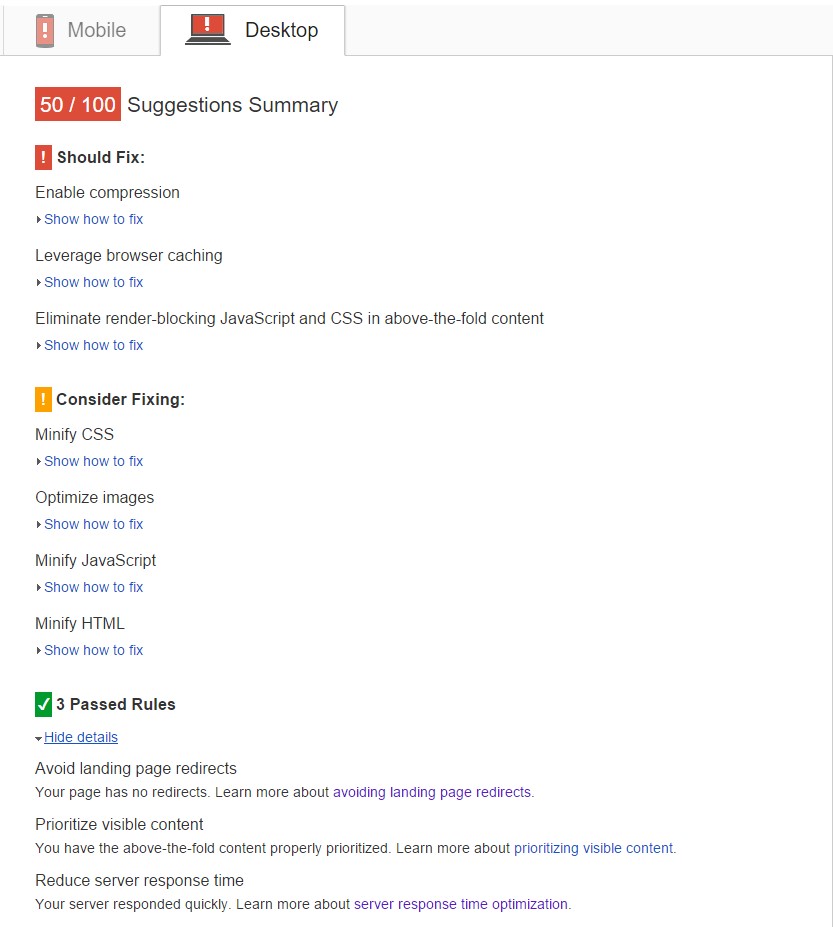 Mobile
Desktop
50 / 100 Suggestions Summary
! Should Fix:
Enable compression
Show how to fix
Leverage browser caching
Show how to fix
Eliminate render-blocking JavaScript and CSS in above-the-fold content
Show how to fix
! Consider Fixing:
Minify CSS
Show how to fix
Optimize images
Show how to fix
Minify JavaScript
Show how to fix
Minify HTML
Show how to fix
3 Passed Rules
Hide details
Avoid landing page redirects
Your page has no redirects. Learn more about avoiding landing page redirects.
Prioritize visible content
You have the above-the-fold content properly prioritized. Learn more about prioritizing visible content.
Reduce server response time
Your server responded quickly. Learn more about server response time optimization.